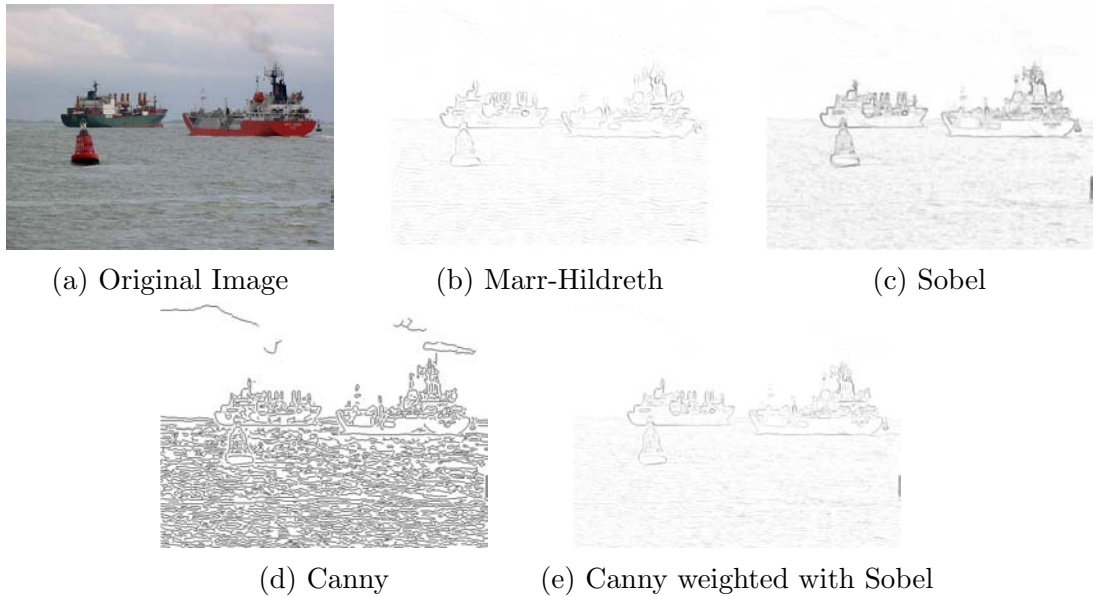 (a) Original Image
(b) Marr-Hildreth
(c) Sobel
(d) Canny
(e) Canny weighted with Sobel